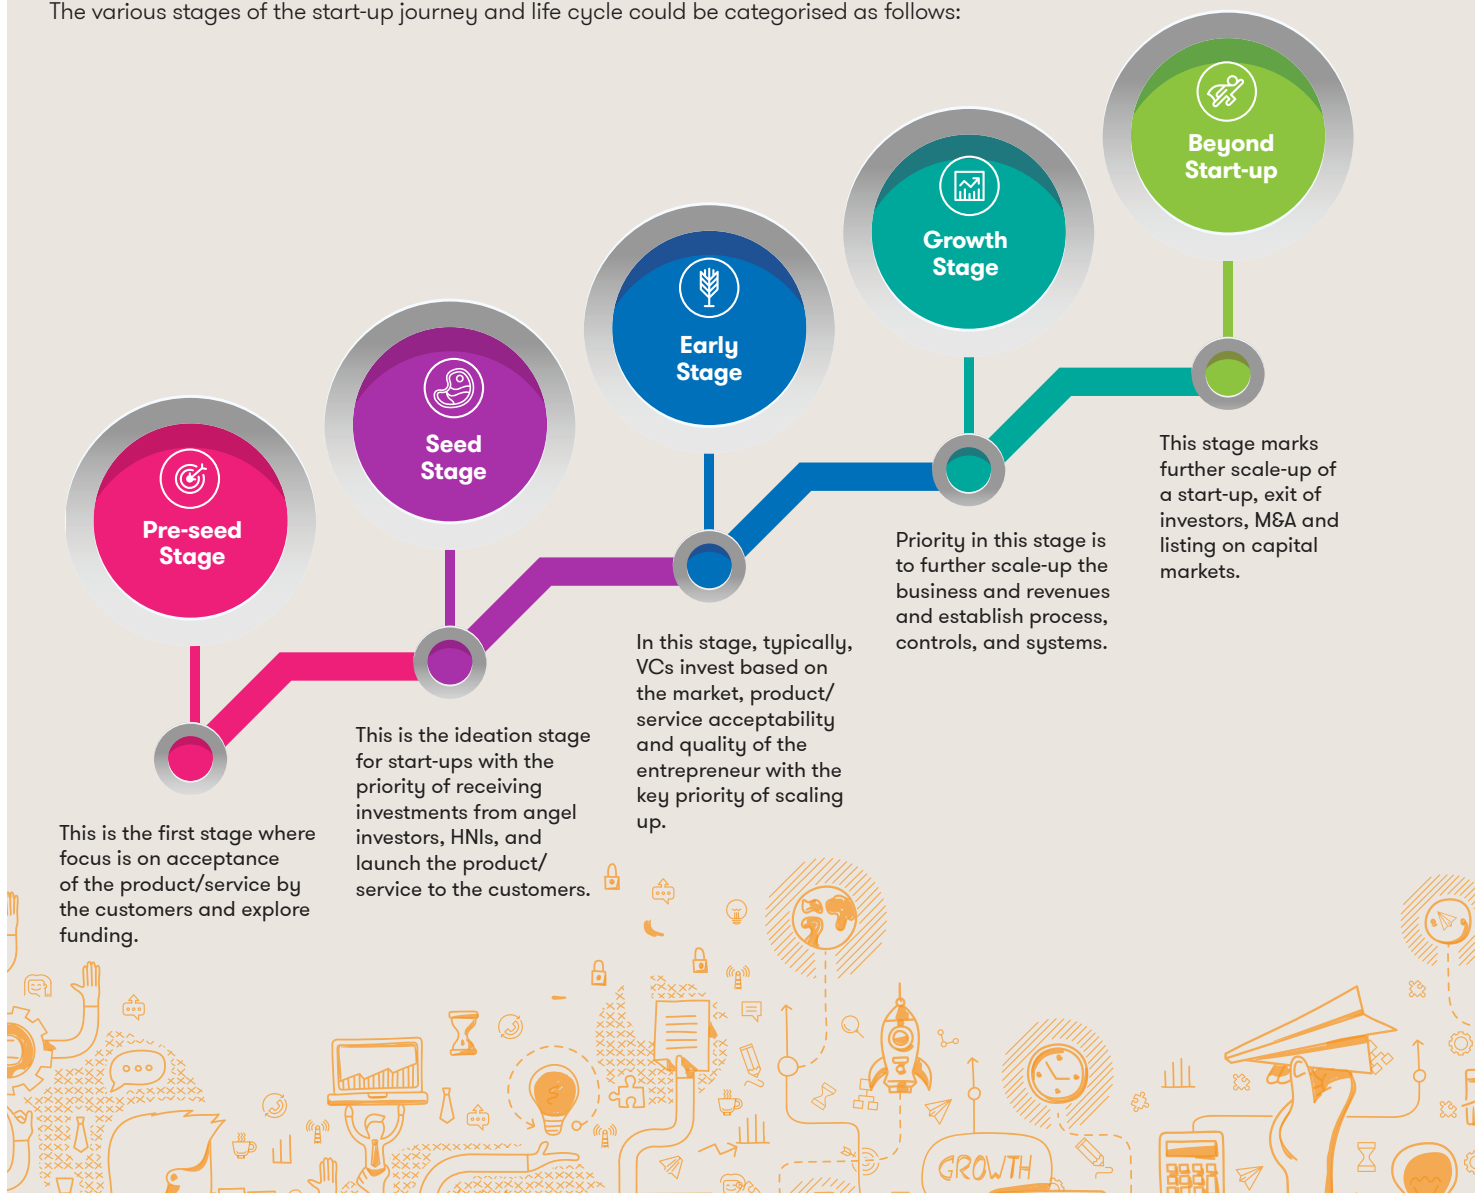 The various stages of the start-up journey and life cycle could be categorised as follows:
Pre-seed
Stage
This is the first stage where
focus is on acceptance
of the product/service by
the customers and explore
funding.
Seed
Stage
This is the ideation stage
for start-ups with the
priority of receiving
investments from angel
investors, HNIs, and
launch the product/
service to the customers.
Early
Stage
In this stage, typically,
VCs invest based on
the market, product/
service acceptability
and quality of the
entrepreneur with the
key priority of scaling
up.
Growth
Stage
Priority in this stage is
to further scale-up the
business and revenues
and establish process,
controls, and systems.
Beyond
Start-up
This stage marks
further scale-up of
a start-up, exit of
investors, M&A and
listing on capital
markets.
GROWTH